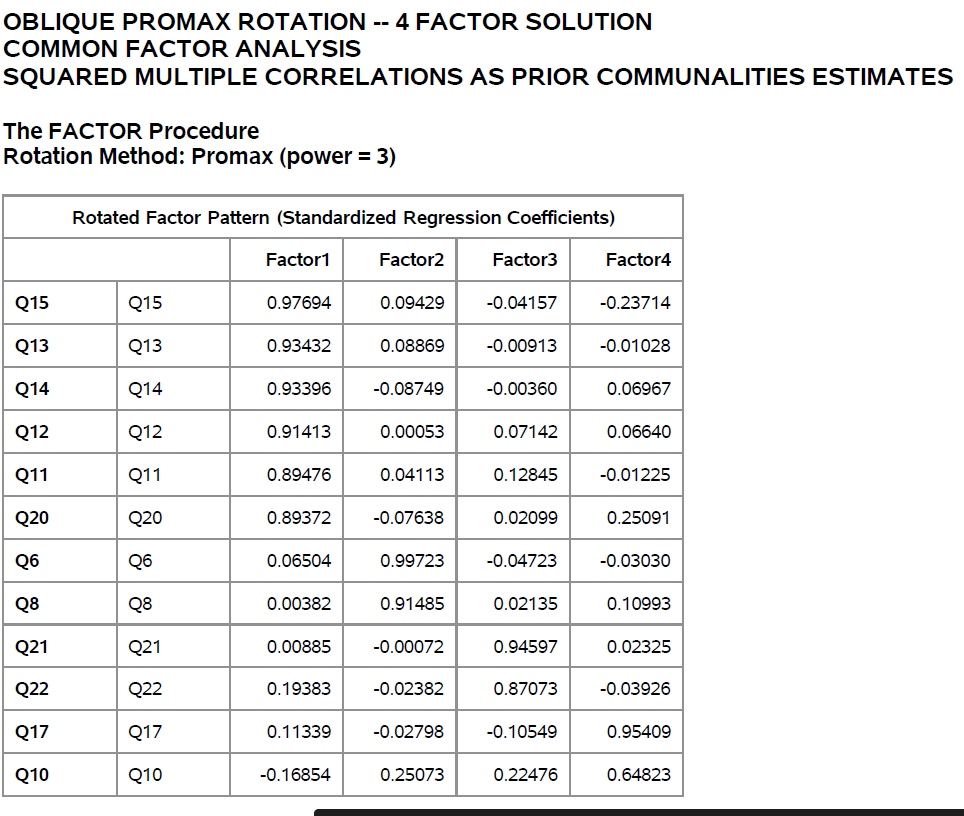 OBLIQUE PROMAX ROTATION -- 4 FACTOR SOLUTION
COMMON FACTOR ANALYSIS
SQUARED MULTIPLE CORRELATIONS AS PRIOR COMMUNALITIES ESTIMATES
The FACTOR Procedure
Rotation Method: Promax (power = 3)
Rotated Factor Pattern (Standardized Regression Coefficients)
Factor1 Factor2 Factor3 Factor4
Q15 Q15 0.97694 0.09429 -0.04157 -0.23714
Q13 Q13 0.93432 0.08869 -0.00913 -0.01028
Q14 Q14 0.93396 -0.08749 -0.00360 0.06967
Q12 Q12 0.91413 0.00053 0.07142 0.06640
Q11 Q11 0.89476 0.04113 0.12845 -0.01225
Q20 Q20 0.89372 -0.07638 0.02099 0.25091
Q6 Q6 0.06504 0.99723 -0.04723 -0.03030
Q8 Q8 0.00382 0.91485 0.02135 0.10993
Q21 Q21 0.00885 -0.00072 0.94597 0.02325
Q22 Q22 0.19383 -0.02382 0.87073 -0.03926
Q17 Q17 0.11339 -0.02798 -0.10549 0.95409
Q10 Q10 -0.16854 0.25073 0.22476 0.64823